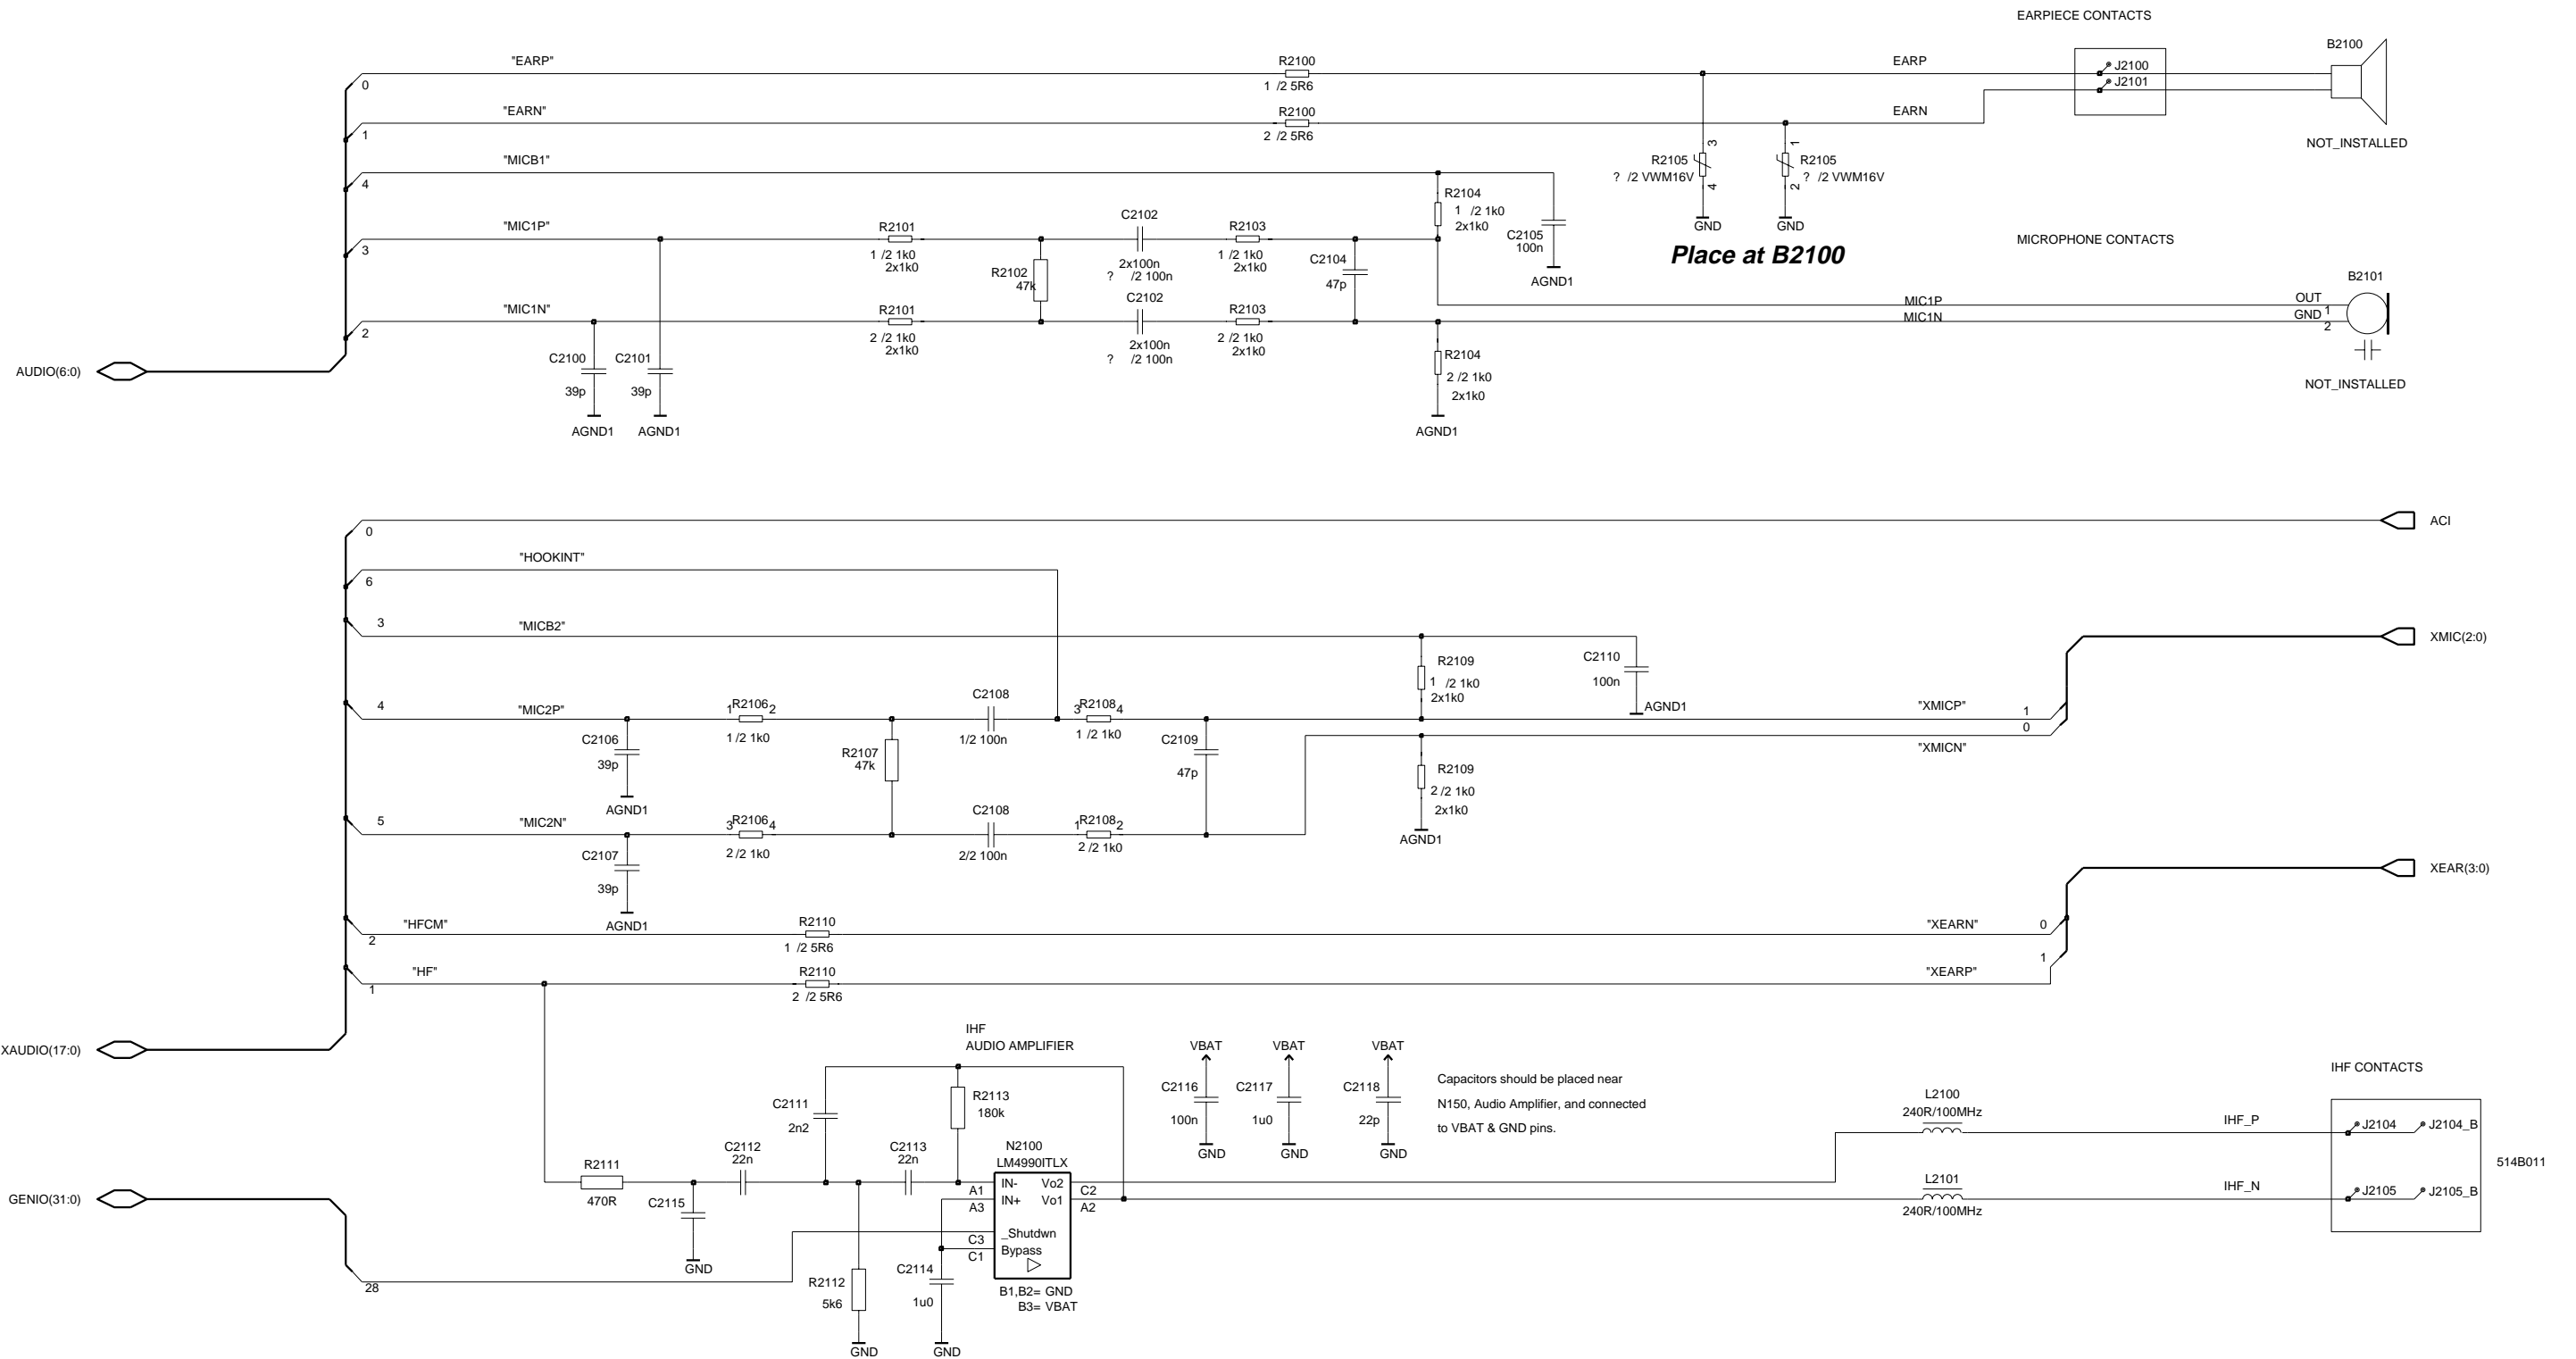 EARPIECE CONTACTS
B2100
"EARP"
R2100
EARP
J2100
0
1 /2 5R6
J2101
"EARN"
R2100
EARN
1
2 /2 5R6
NOT_INSTALLED
"MICB1"
3
1
R2105
R2105
? /2 VWM16V
? /2 VWM16V
4
4
2
R2104
1 /2 1k0
2x1k0
GND
GND
C2105
100n
AGND1
Place at B2100
MICROPHONE CONTACTS
"MIC1P"
R2101
C2102
R2103
3
1 /2 1k0
2x1k0
2x100n
? /2 100n
1 /2 1k0
2x1k0
R2102
47k
C2104
47p
B2101
"MIC1N"
R2101
C2102
R2103
MIC1P
MIC1N
OUT
1
GND
2
2
2 /2 1k0
2x1k0
2x100n
? /2 100n
2 /2 1k0
2x1k0
C2100
39p
C2101
39p
R2104
2 /2 1k0
2x1k0
AUDIO(6:0)
NOT_INSTALLED
AGND1
AGND1
AGND1
0
ACI
"HOOKINT"
6
3
"MICB2"
XMIC(2:0)
R2109
1 /2 1k0
2x1k0
C2110
100n
AGND1
4
"MIC2P"
1
R2106
2
C2108
3
R2108
4
"XMICP"
1
0
"XMICN"
C2106
39p
1 /2 1k0
R2107
47k
1/2 100n
1 /2 1k0
C2109
47p
R2109
2 /2 1k0
2x1k0
AGND1
AGND1
5
"MIC2N"
3
R2106
4
C2108
1
R2108
2
C2107
39p
2 /2 1k0
2/2 100n
2 /2 1k0
XEAR(3:0)
AGND1
"HFCM"
2
R2110
1 /2 5R6
"XEARN"
0
"HF"
1
R2110
2 /2 5R6
"XEARP"
1
XAUDIO(17:0)
IHF
AUDIO AMPLIFIER
VBAT
VBAT
VBAT
C2116
100n
C2117
1u0
C2118
22p
GND
GND
GND
Capacitors should be placed near
N150, Audio Amplifier, and connected
to VBAT & GND pins.
IHF CONTACTS
L2100
240R/100MHz
IHF_P
J2104
J2104_B
514B011
C2111
2n2
R2113
180k
C2112
22n
C2113
22n
N2100
LM4990ITLX
R2111
470R
C2115
GND
IN-
Vo2
A1
C2
IN+
Vo1
A3
A2
_Shutdwn
C3
Bypass
C1
L2101
240R/100MHz
IHF_N
J2105
J2105_B
GENIO(31:0)
28
R2112
5k6
C2114
1u0
B1,B2= GND
B3= VBAT
GND
GND